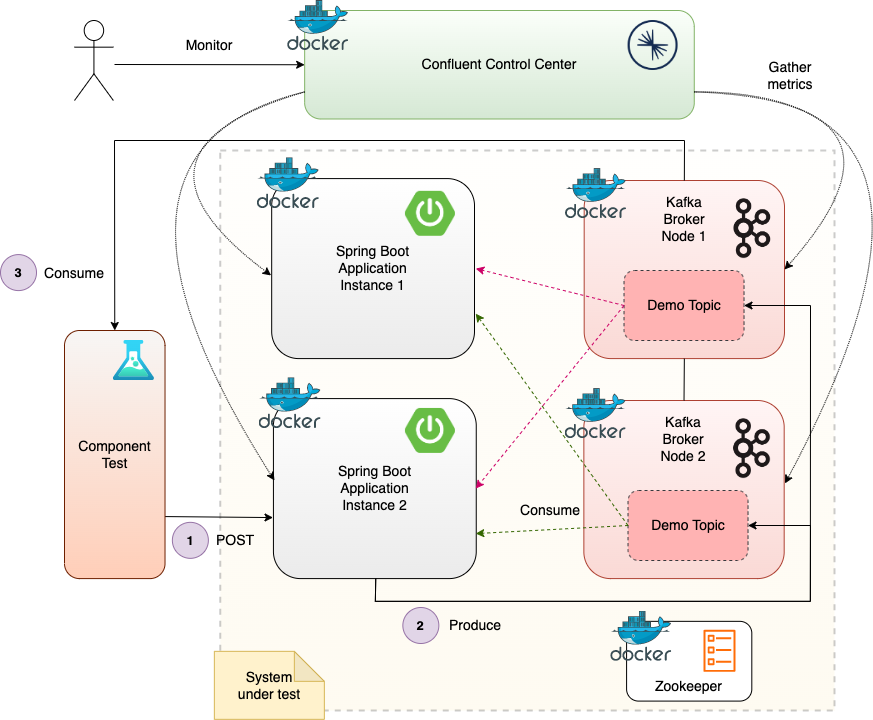 docker
Monitor
Confluent Control Center
Gather
metrics
docker
Spring Boot
Application
Instance 1
docker
Kafka
Broker
Node 1
Demo Topic
3
Consume
Component
Test
docker
Spring Boot
Application
Instance 2
docker
Kafka
Broker
Node 2
Demo Topic
Consume
1
POST
2
Produce
docker
Zookeeper
System
under test